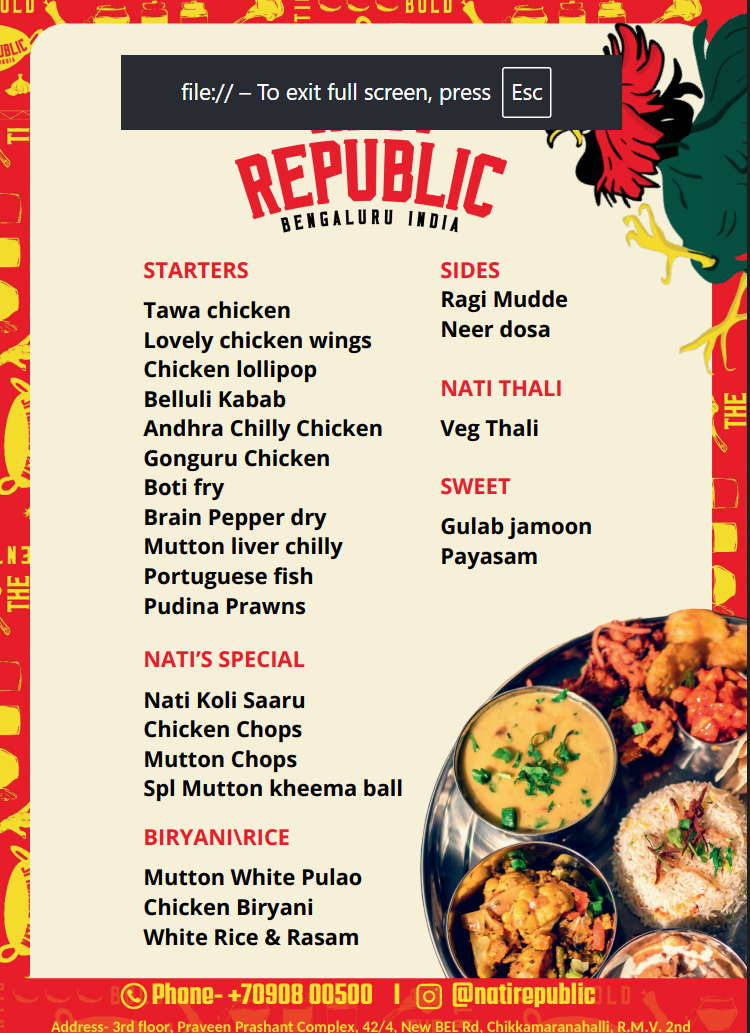 file:// – To exit full screen, press Esc
REPUBLIC
BENGALURU INDIA
STARTERS
Tawa chicken
Lovely chicken wings
Chicken lollipop
Belluli Kabab
Andhra Chilly Chicken
Gonguru Chicken
Boti fry
Brain Pepper dry
Mutton liver chilly
Portuguese fish
Pudina Prawns
NATI’S SPECIAL
Nati Koli Saaru
Chicken Chops
Mutton Chops
Spl Mutton kheema ball
BIRYANI\RICE
Mutton White Pulao
Chicken Biryani
White Rice & Rasam
SIDES
Ragi Mudde
Neer dosa
NATI THALI
Veg Thali
SWEET
Gulab jamoon
Payasam
BOLD
THE
THE
Phone- +70908 00500 | @natirepublic
Address- 3rd floor, Praveen Prashant Complex, 42/4, New BEL Rd, Chikkamaranahalli, R.M.V. 2nd